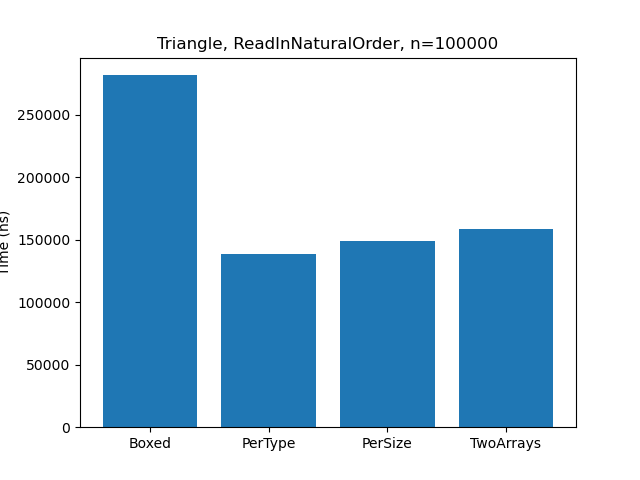 Triangle, ReadInNaturalOrder, n=100000
Time (ns)
250000
200000
150000
100000
50000
0
Boxed PerType PerSize TwoArrays